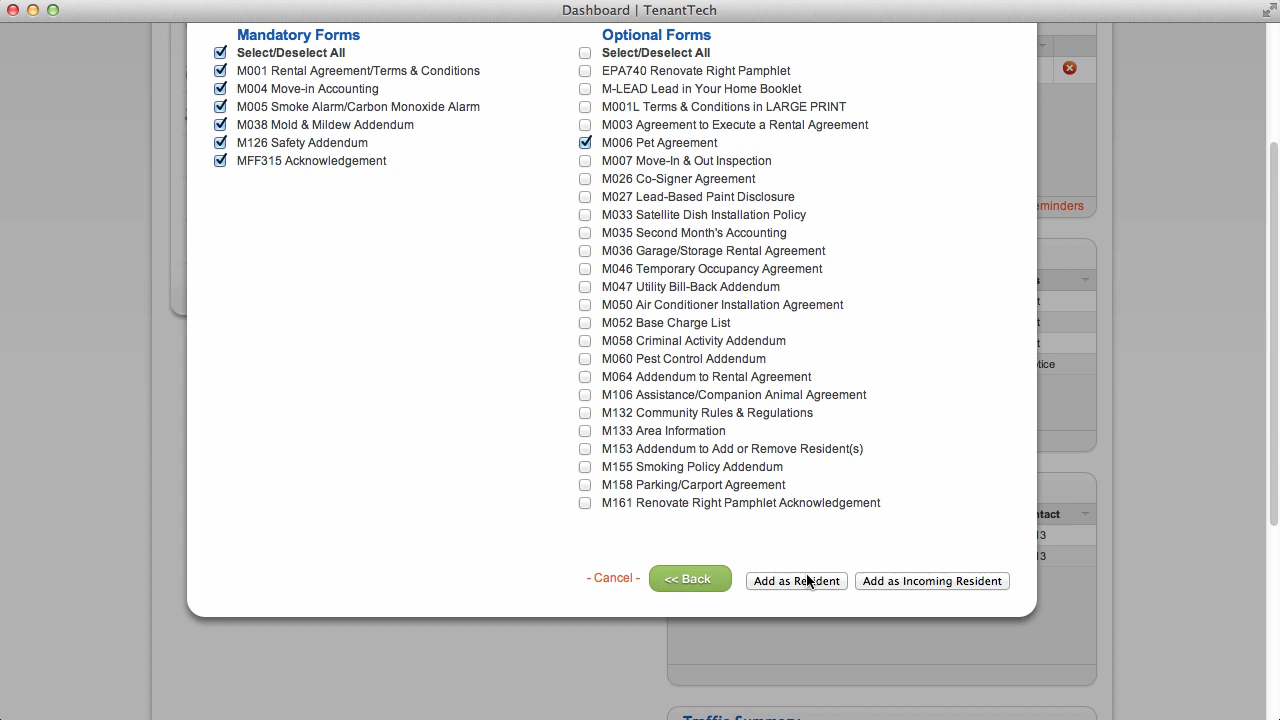 Dashboard | TenantTech
Mandatory Forms
Select/Deselect All
M001 Rental Agreement/Terms & Conditions
M004 Move-in Accounting
M005 Smoke Alarm/Carbon Monoxide Alarm
M038 Mold & Mildew Addendum
M126 Safety Addendum
MFF315 Acknowledgement
Optional Forms
Select/Deselect All
EPA740 Renovate Right Pamphlet
M-LEAD Lead in Your Home Booklet
M001L Terms & Conditions in LARGE PRINT
M003 Agreement to Execute a Rental Agreement
M006 Pet Agreement
M007 Move-In & Out Inspection
M026 Co-Signer Agreement
M027 Lead-Based Paint Disclosure
M033 Satellite Dish Installation Policy
M035 Second Month's Accounting
M036 Garage/Storage Rental Agreement
M046 Temporary Occupancy Agreement
M047 Utility Bill-Back Addendum
M050 Air Conditioner Installation Agreement
M052 Base Charge List
M058 Criminal Activity Addendum
M060 Pest Control Addendum
M064 Addendum to Rental Agreement
M106 Assistance/Companion Animal Agreement
M132 Community Rules & Regulations
M133 Area Information
M153 Addendum to Add or Remove Resident(s)
M155 Smoking Policy Addendum
M158 Parking/Carport Agreement
M161 Renovate Right Pamphlet Acknowledgement
- Cancel -
<< Back
Add as Resident
Add as Incoming Resident
eminders
s
t
t
t
otice
ntact
13
13
Traffic Summary